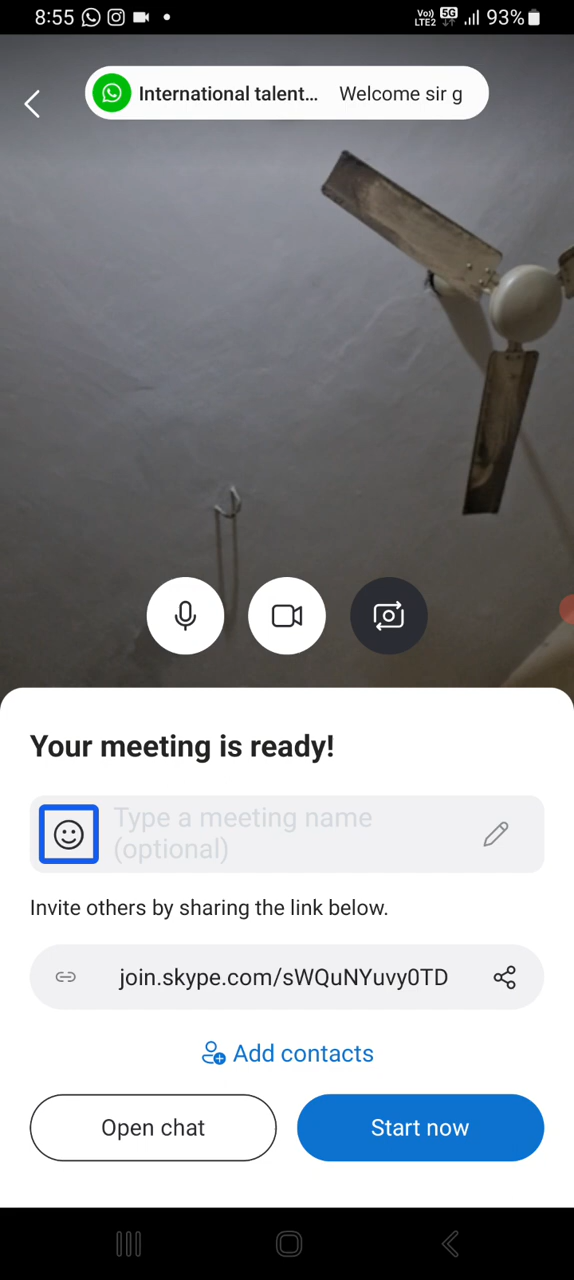 8:55
Vo)) LTE2 5G 93%
International talent... Welcome sir g
Your meeting is ready!
Type a meeting name
(optional)
Invite others by sharing the link below.
join.skype.com/sWQuNYuvy0TD
Add contacts
Open chat
Start now